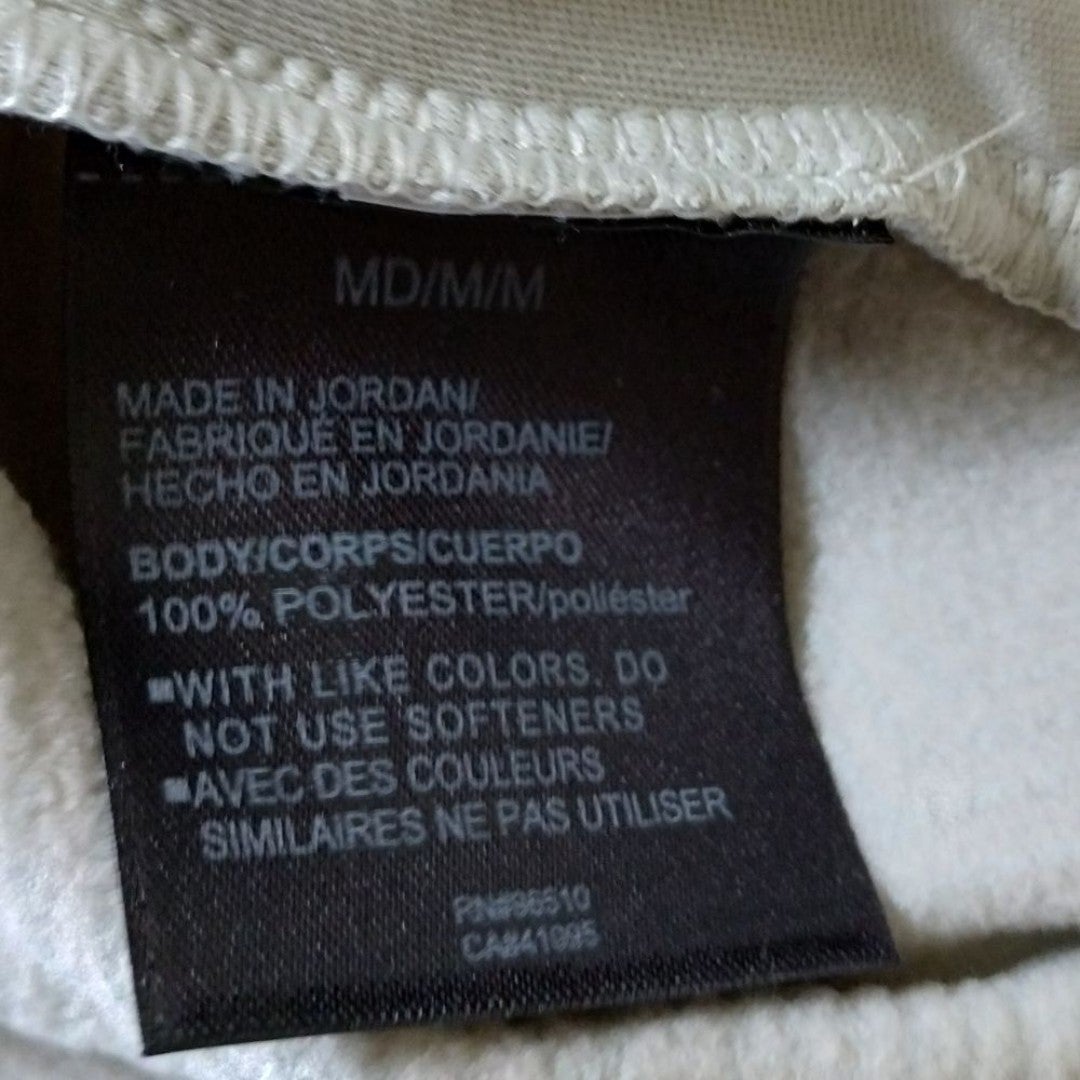 MD/M/M
MADE IN JORDAN/
FABRIQUÉ EN JORDANIE/
HECHO EN JORDANIA
BODY/CORPS/CUERPO
100% POLYESTER/poliéster
▪WITH LIKE COLORS. DO
NOT USE SOFTENERS
▪AVEC DES COULEURS
SIMILAIRES NE PAS UTILISER
CA841095